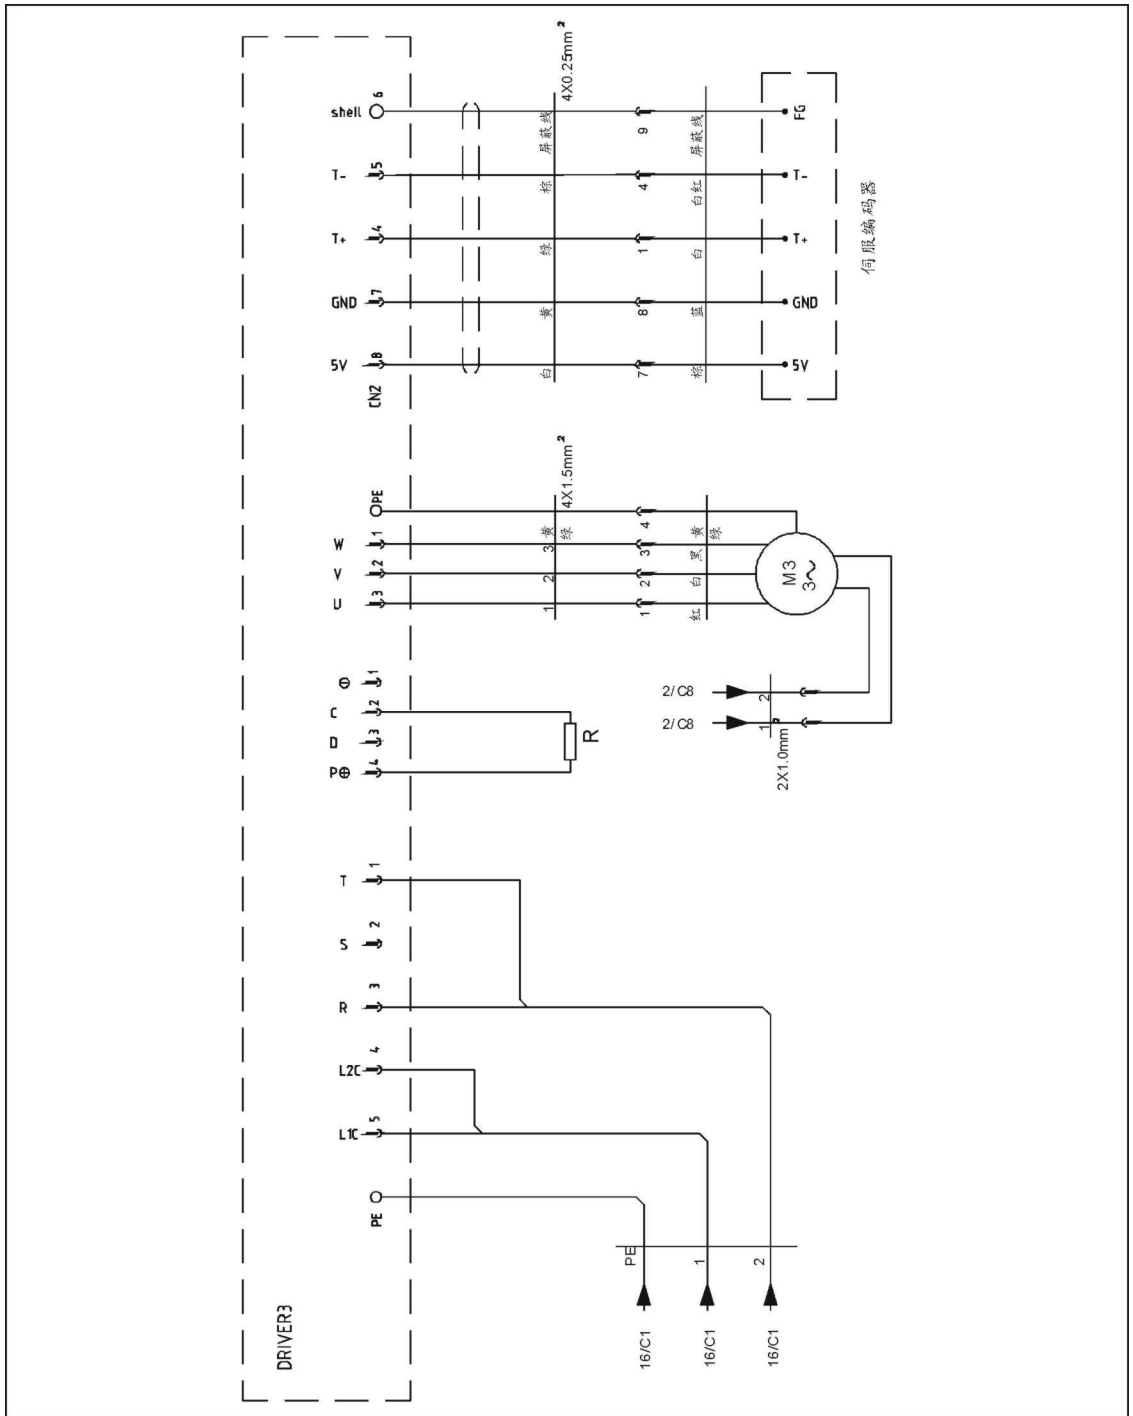 4X0.25mm²
shell 6 屏蔽线 9 屏蔽线 FG
T- 5 棕 4 白红 T-
T+ 4 绿 1 白 T+
GND 7 黄 8 蓝 GND
5V 8 白 7 棕 5V
CN2
伺服编码器
4X1.5mm²
PE 黄绿 4 黄绿
W 1 3 3 黑
V 2 2 2 白
U 3 1 1 红
M3
3~
⊖ 1
C 2
D 3
P⊕ 4
R
2/C8 2
2/C8 1
2X1.0mm²
T 1
S 2
R 3
L2C 4
L1C 5
PE
PE 1 2
16/C1 16/C1 16/C1
DRIVER3